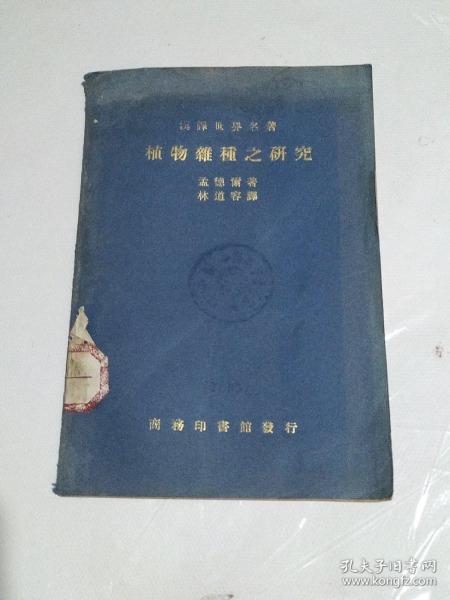 漢譯世界名著
植物雜種之研究
孟德爾著
林道容譯
商務印書館發行
孔夫子旧书网
www.kongfz.com